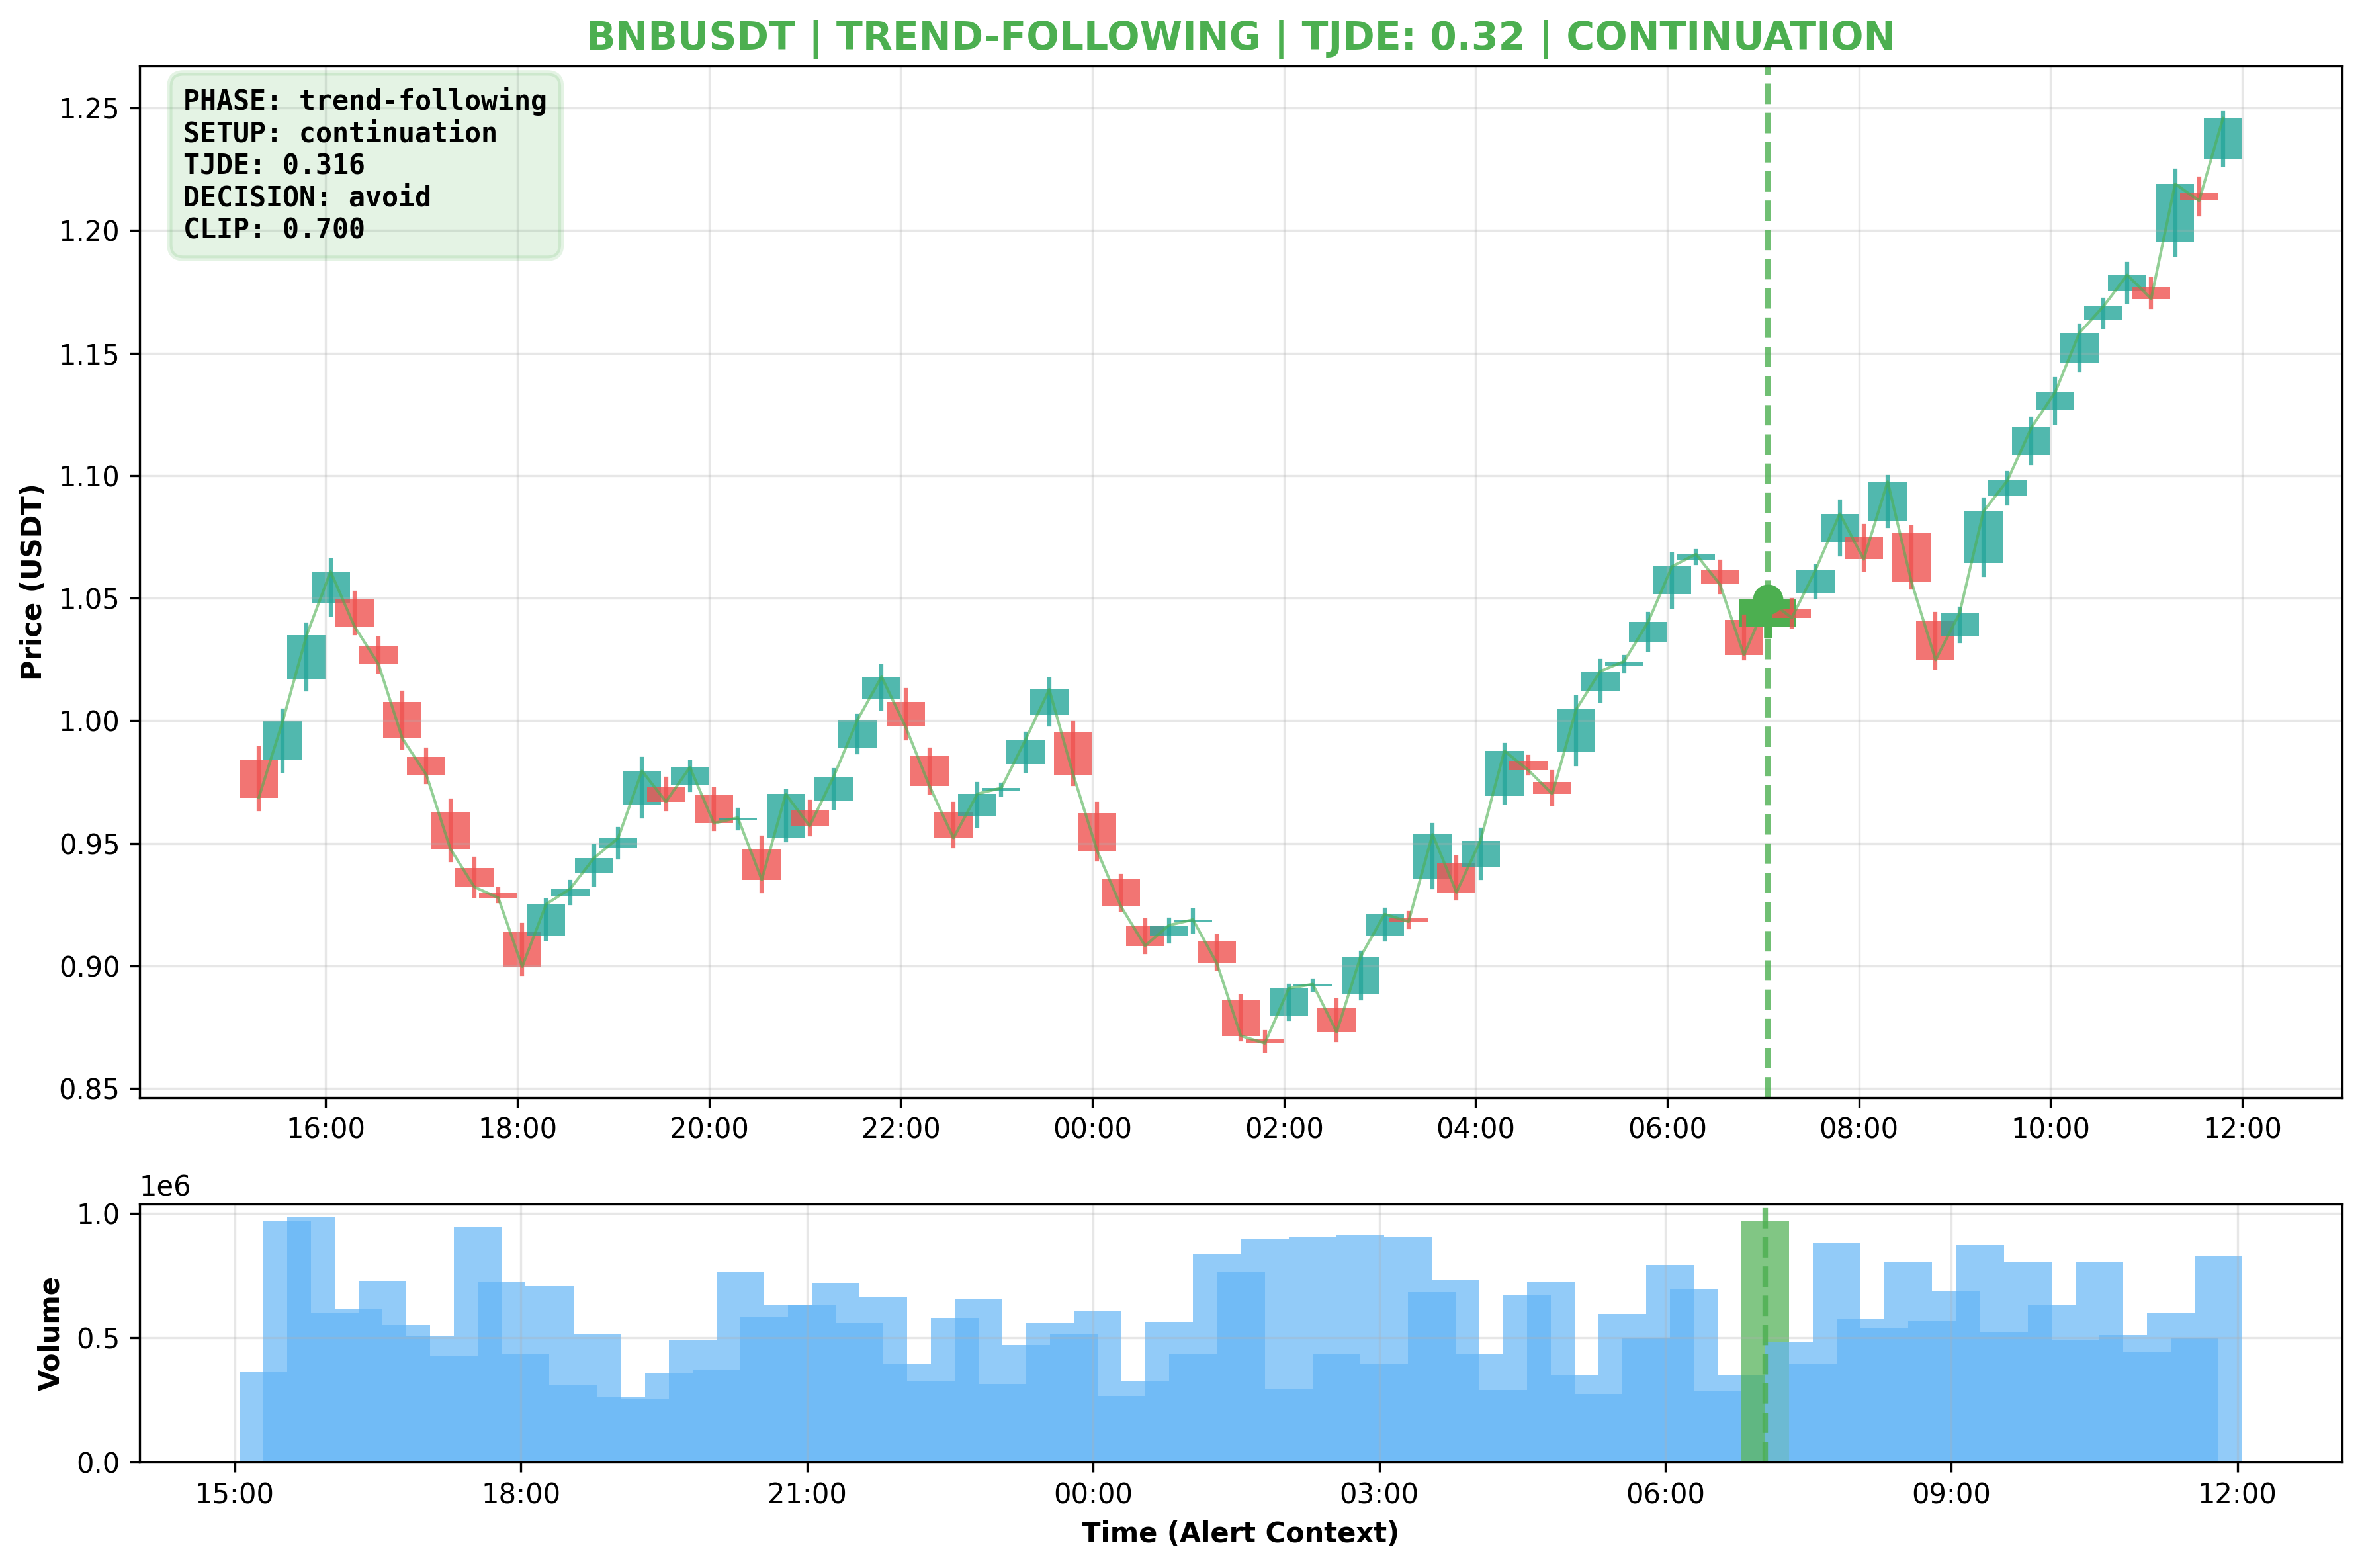 BNBUSDT | TREND-FOLLOWING | TJDE: 0.32 | CONTINUATION
PHASE: trend-following
SETUP: continuation
TJDE: 0.316
DECISION: avoid
CLIP: 0.700
Price (USDT)
1.25
1.20
1.15
1.10
1.05
1.00
0.95
0.90
0.85
16:00 18:00 20:00 22:00 00:00 02:00 04:00 06:00 08:00 10:00 12:00
1e6
Volume
1.0
0.5
0.0
15:00 18:00 21:00 00:00 03:00 06:00 09:00 12:00
Time (Alert Context)